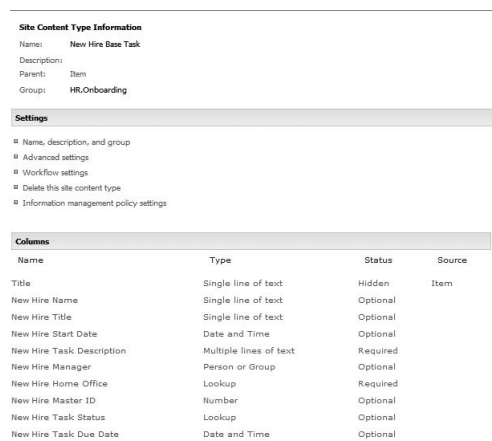 Site Content Type Information
Name: New Hire Base Task
Description:
Parent: Item
Group: HR.Onboarding
Settings
Name, description, and group
Advanced settings
Workflow settings
Delete this site content type
Information management policy settings
Columns
Name Type Status Source
Title Single line of text Hidden Item
New Hire Name Single line of text Optional
New Hire Title Single line of text Optional
New Hire Start Date Date and Time Optional
New Hire Task Description Multiple lines of text Required
New Hire Manager Person or Group Optional
New Hire Home Office Lookup Required
New Hire Master ID Number Optional
New Hire Task Status Lookup Optional
New Hire Task Due Date Date and Time Optional